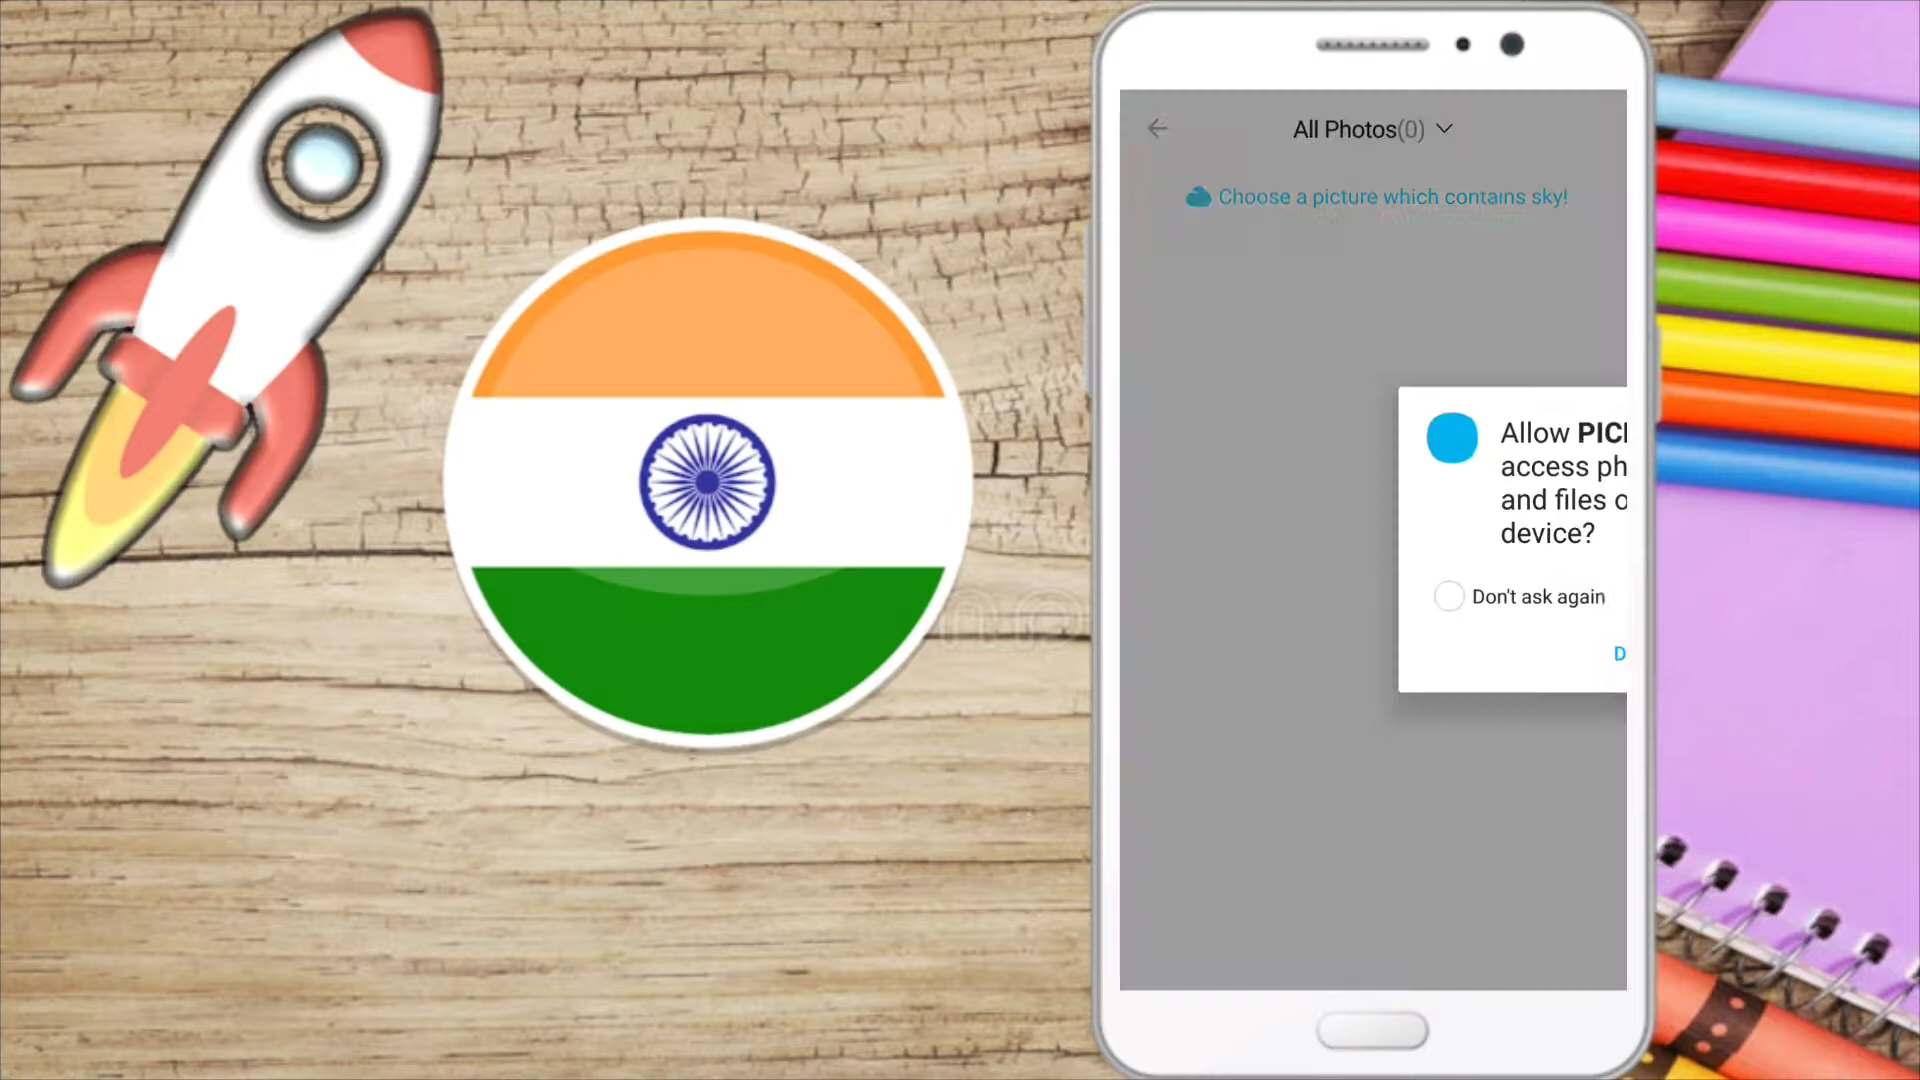 All Photos(0)
Choose a picture which contains sky!
Allow PICI
access ph
and files o
device?
Don't ask again
D